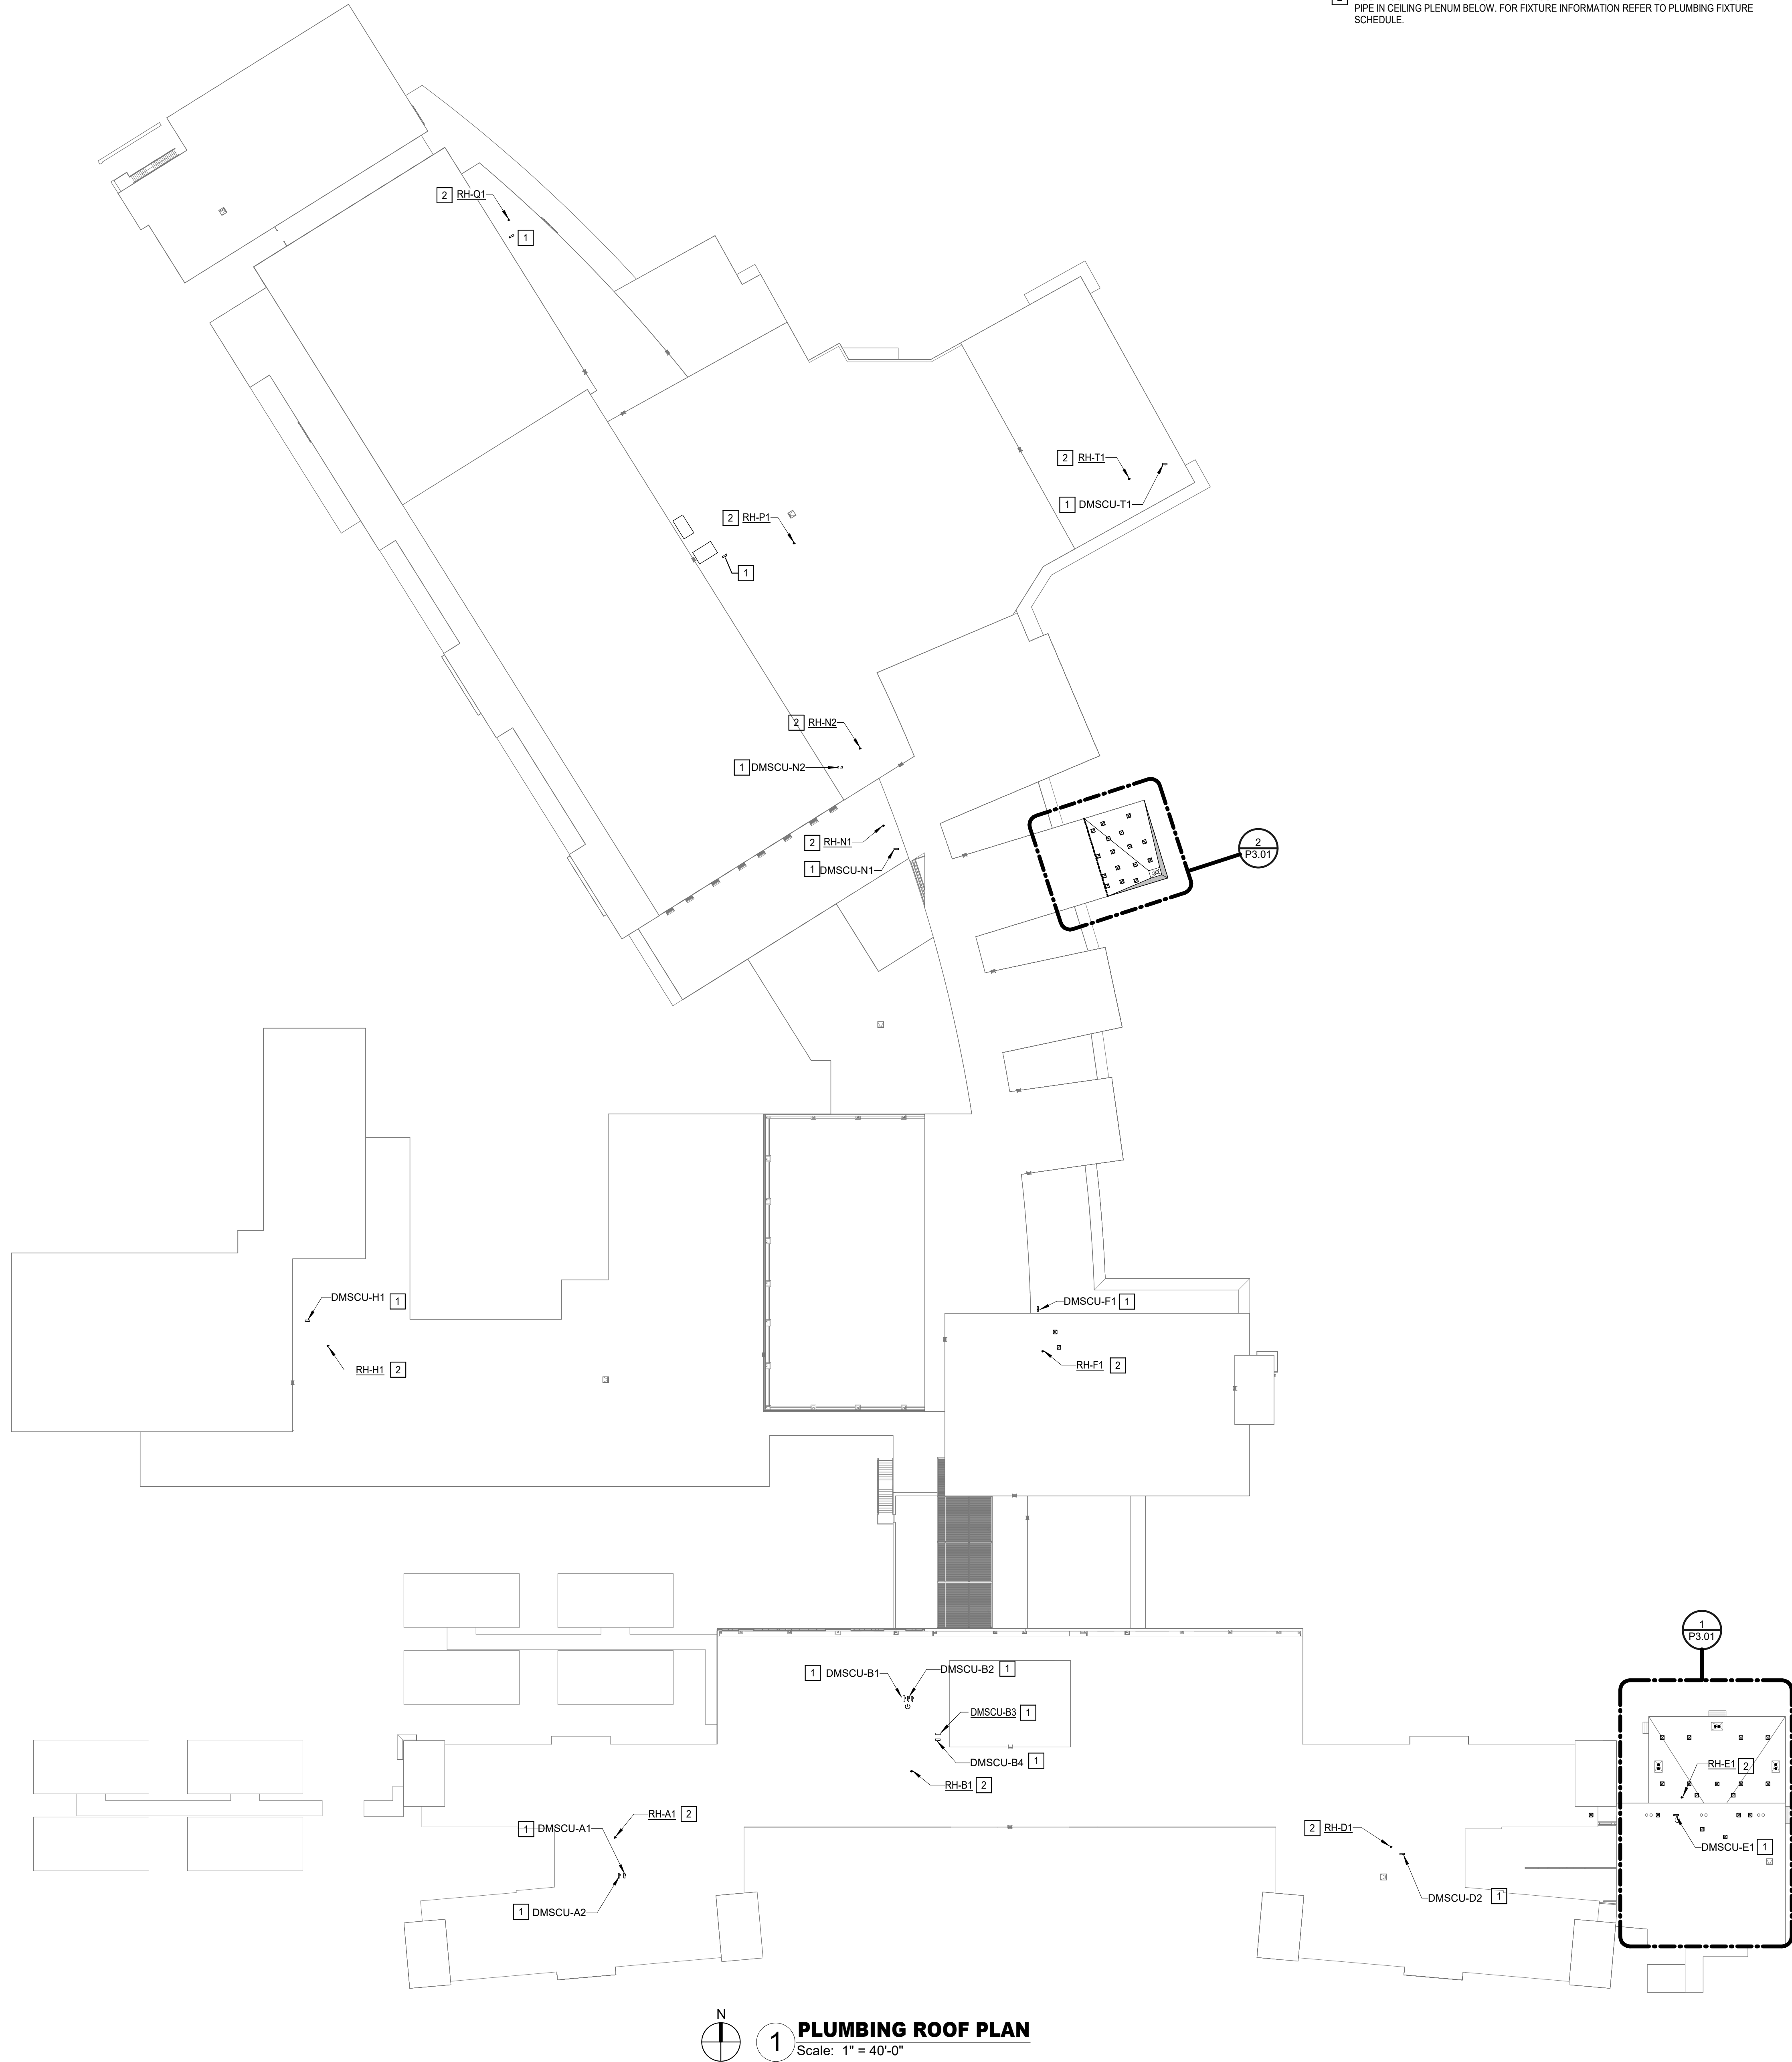 PIPE IN CEILING PLENUM BELOW. FOR FIXTURE INFORMATION REFER TO PLUMBING FIXTURE
SCHEDULE.
2 RH-Q1
1
2 RH-T1
1 DMSCU-T1
2 RH-P1
1
2 RH-N2
1 DMSCU-N2
2 RH-N1
1 DMSCU-N1
2
P3.01
DMSCU-H1 1
RH-H1 2
DMSCU-F1 1
RH-F1 2
1
P3.01
1 DMSCU-B1
DMSCU-B2 1
DMSCU-B3 1
DMSCU-B4 1
RH-B1 2
RH-E1 2
DMSCU-E1 1
RH-A1 2
1 DMSCU-A1
1 DMSCU-A2
2 RH-D1
DMSCU-D2 1
N
1 PLUMBING ROOF PLAN
Scale: 1" = 40'-0"